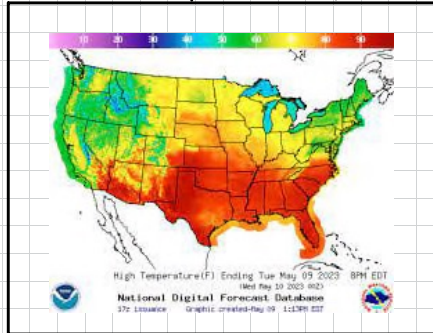 10 20 30 40 50 60 70 80 90
High Temperature(F) Ending Tue May 09 2023 8PM EDT
(Wed May 10 2023 00Z)
National Digital Forecast Database
17z issuance Graphic created-May 09 1:13PM EDT